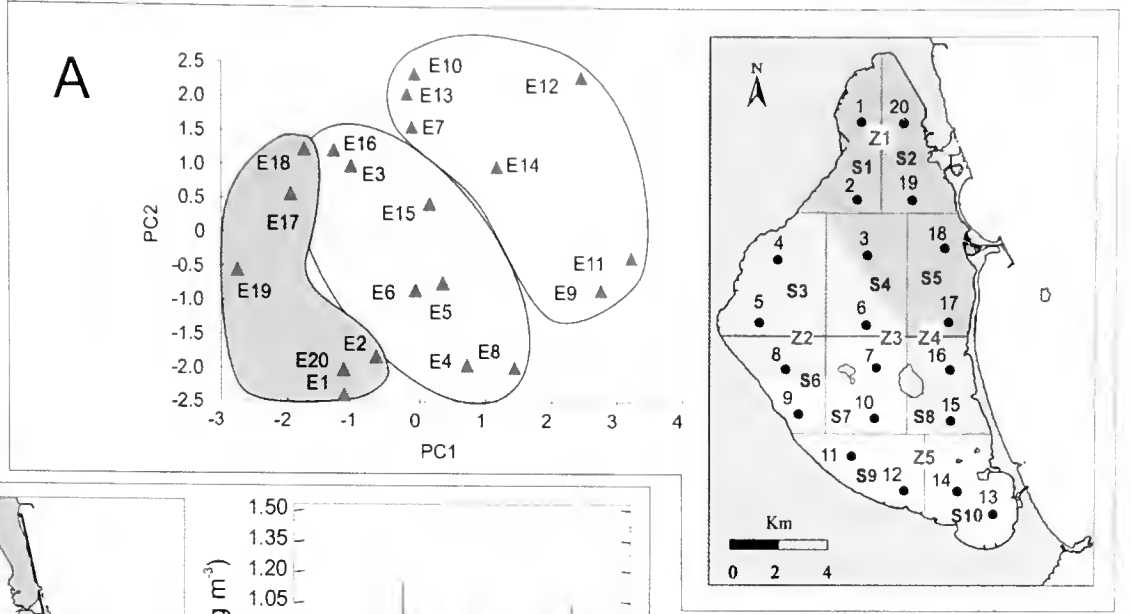 A
2.5
2.0
1.5
1.0
0.5
0
-0.5
-1.0
-1.5
-2.0
-2.5
PC2
-3
-2
-1
0
1
2
3
4
PC1
E10
E13
E7
E12
E14
E11
E9
E16
E3
E15
E6
E5
E4
E8
E18
E17
E19
E2
E20
E1
N
1
20
Z1
S1
S2
2
19
4
3
18
S3
S4
S5
5
6
17
Z2
Z3
Z4
8
7
16
S6
9
10
15
S7
S8
11
Z5
S9
12
14
13
S10
Km
0 2 4
1.50
1.35
1.20
1.05
g m-3)